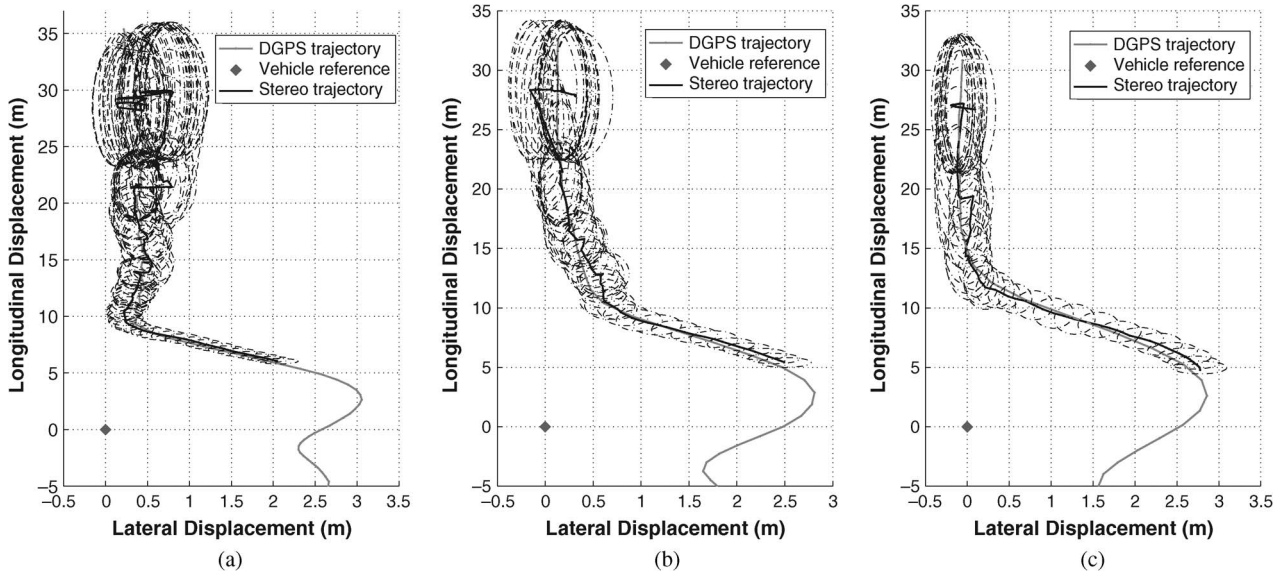 35
30
25
20
15
10
5
0
−5
−0.5 0 0.5 1 1.5 2 2.5 3 3.5
Longitudinal Displacement (m)
Lateral Displacement (m)
DGPS trajectory
Vehicle reference
Stereo trajectory
(a)
35
30
25
20
15
10
5
0
−5
−0.5 0 0.5 1 1.5 2 2.5 3
Longitudinal Displacement (m)
Lateral Displacement (m)
DGPS trajectory
Vehicle reference
Stereo trajectory
(b)
35
30
25
20
15
10
5
0
−5
−0.5 0 0.5 1 1.5 2 2.5 3 3.5
Longitudinal Displacement (m)
Lateral Displacement (m)
DGPS trajectory
Vehicle reference
Stereo trajectory
(c)